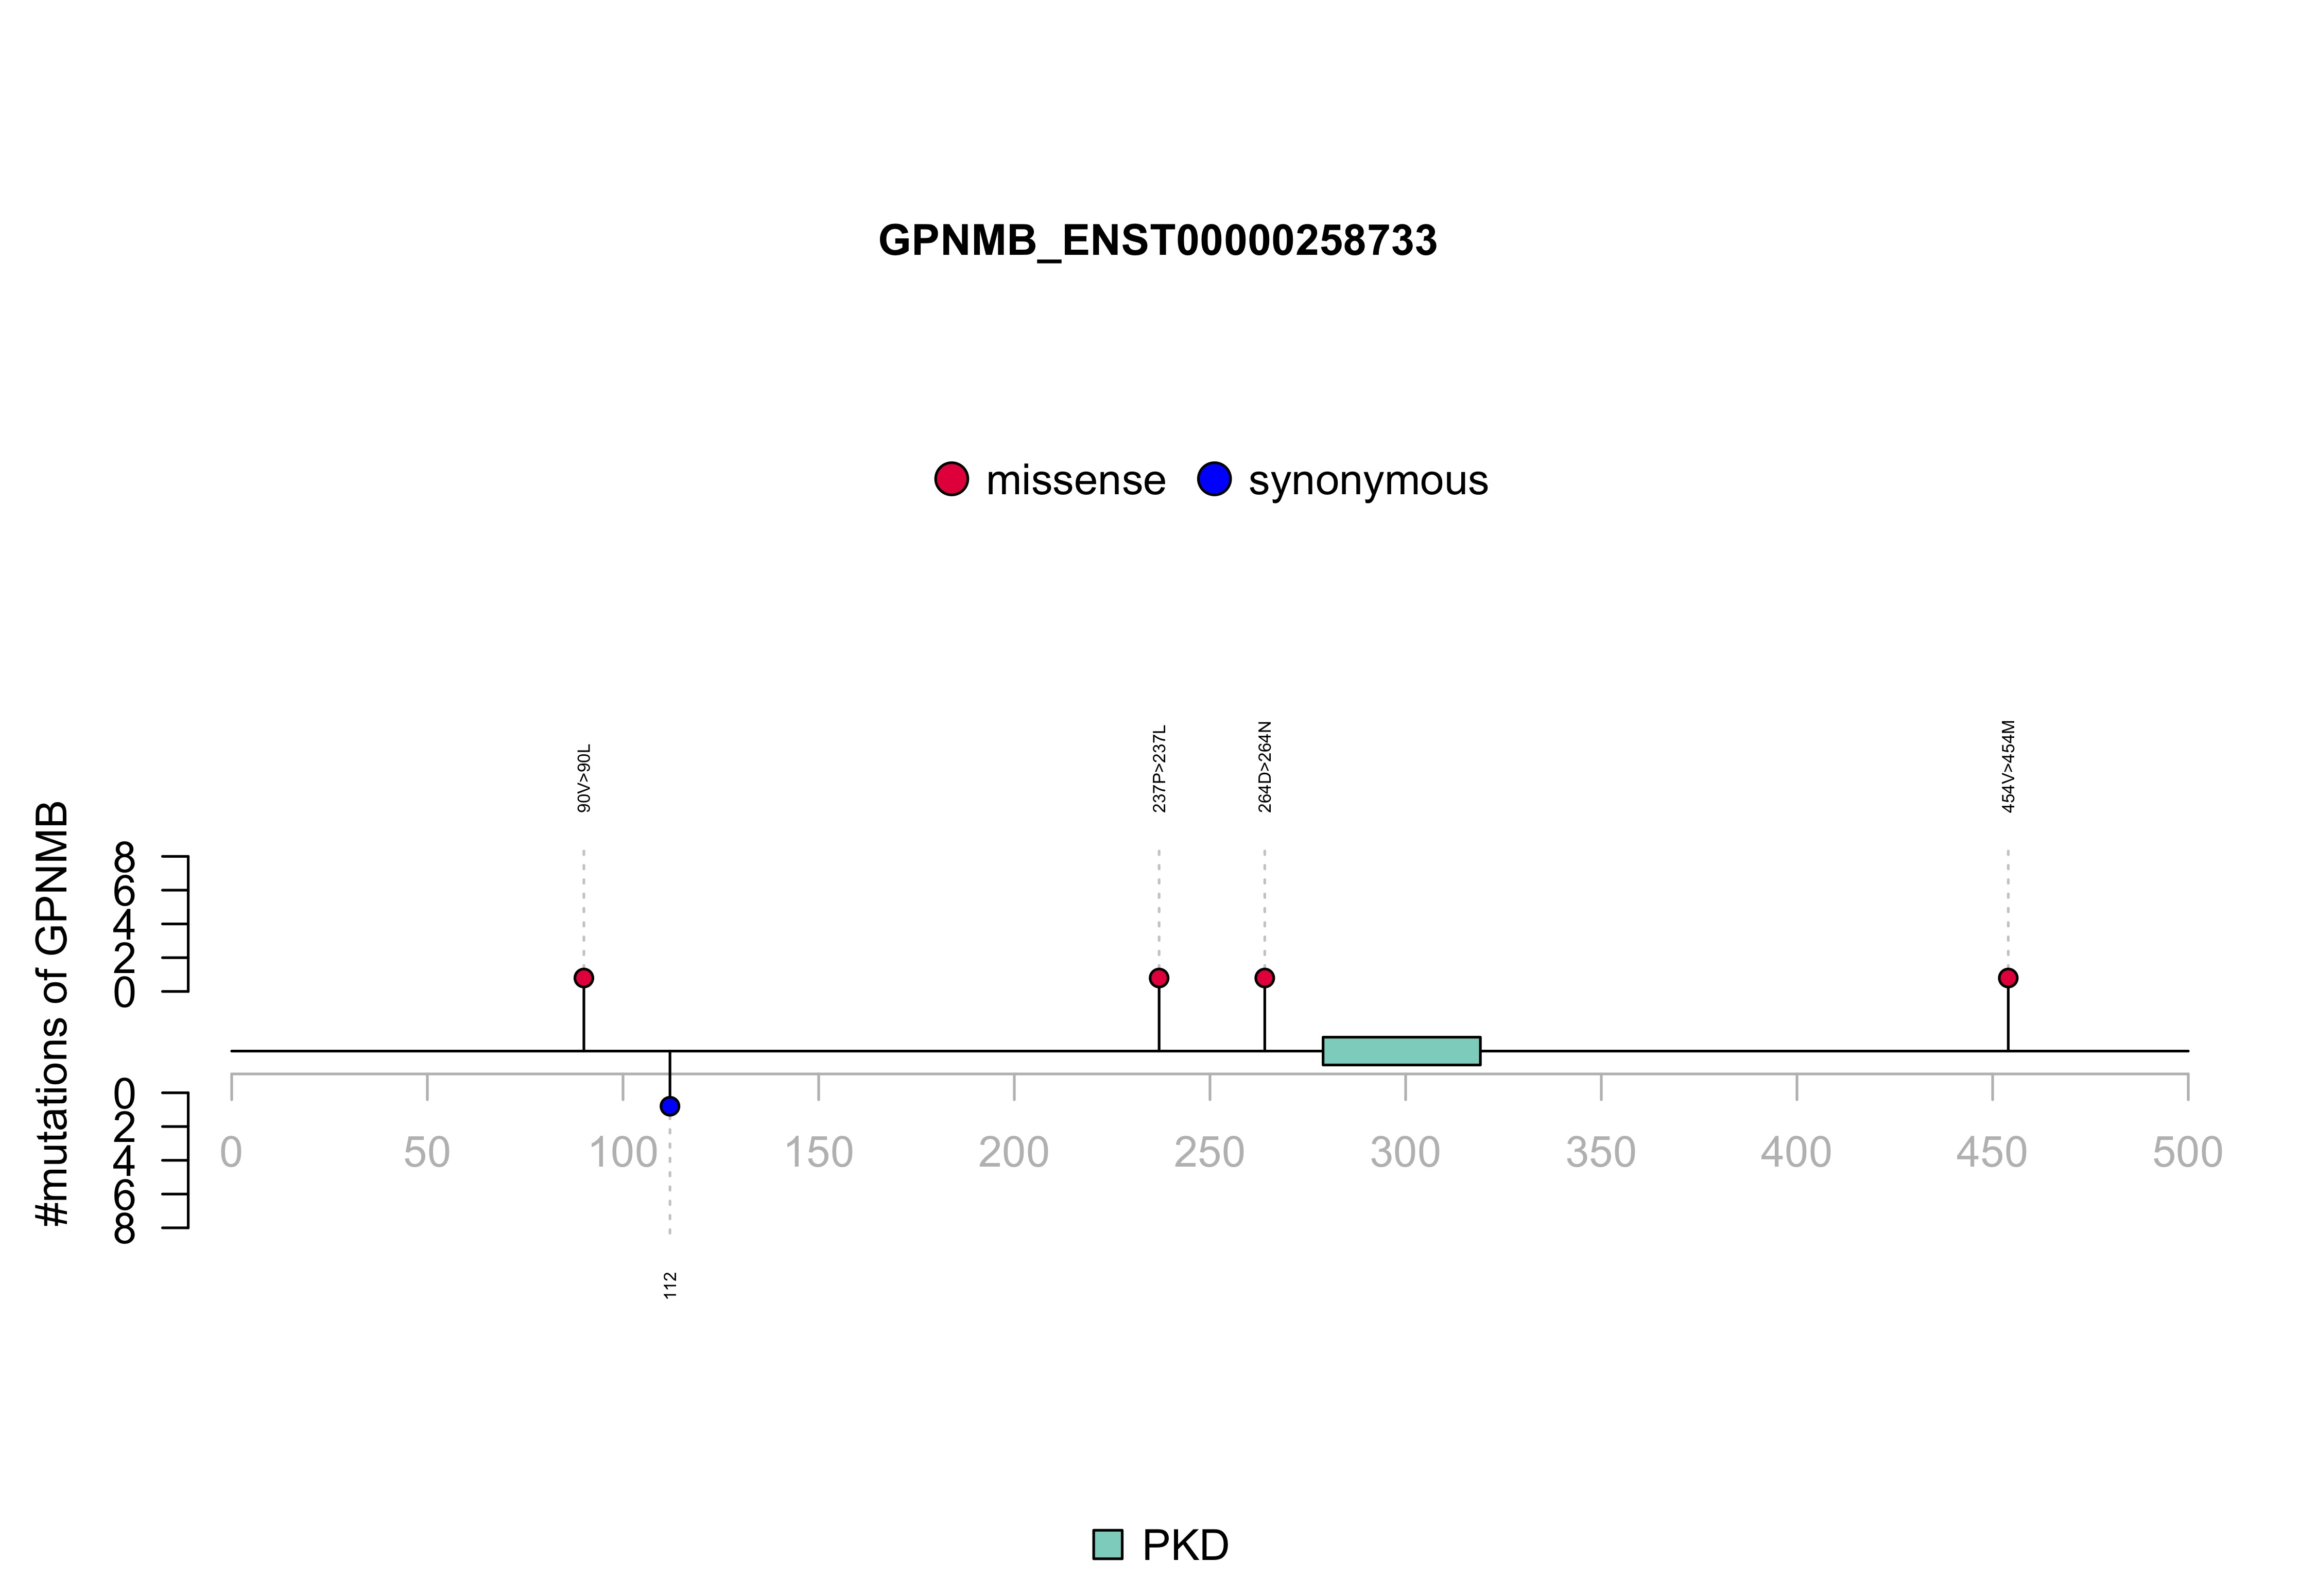 GPNMB_ENST00000258733
missense
synonymous
90V>90L
237P>237L
264D>264N
454V>454M
#mutations of GPNMB
8
6
4
2
0
0
2
4
6
8
0 50 100 150 200 250 300 350 400 450 500
112
PKD